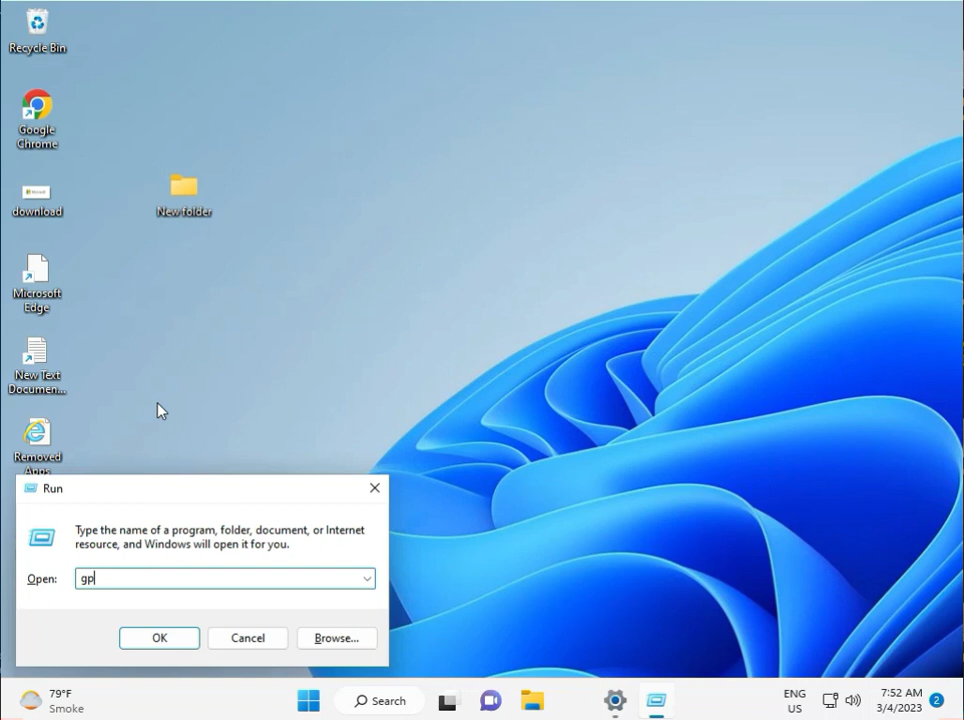 Recycle Bin
Google
Chrome
download
New folder
Microsoft
Edge
New Text
Documen...
Removed
Apps
Run
Type the name of a program, folder, document, or Internet
resource, and Windows will open it for you.
Open:
gp
OK
Cancel
Browse...
79°F
Smoke
Search
ENG
US
7:52 AM
3/4/2023
2